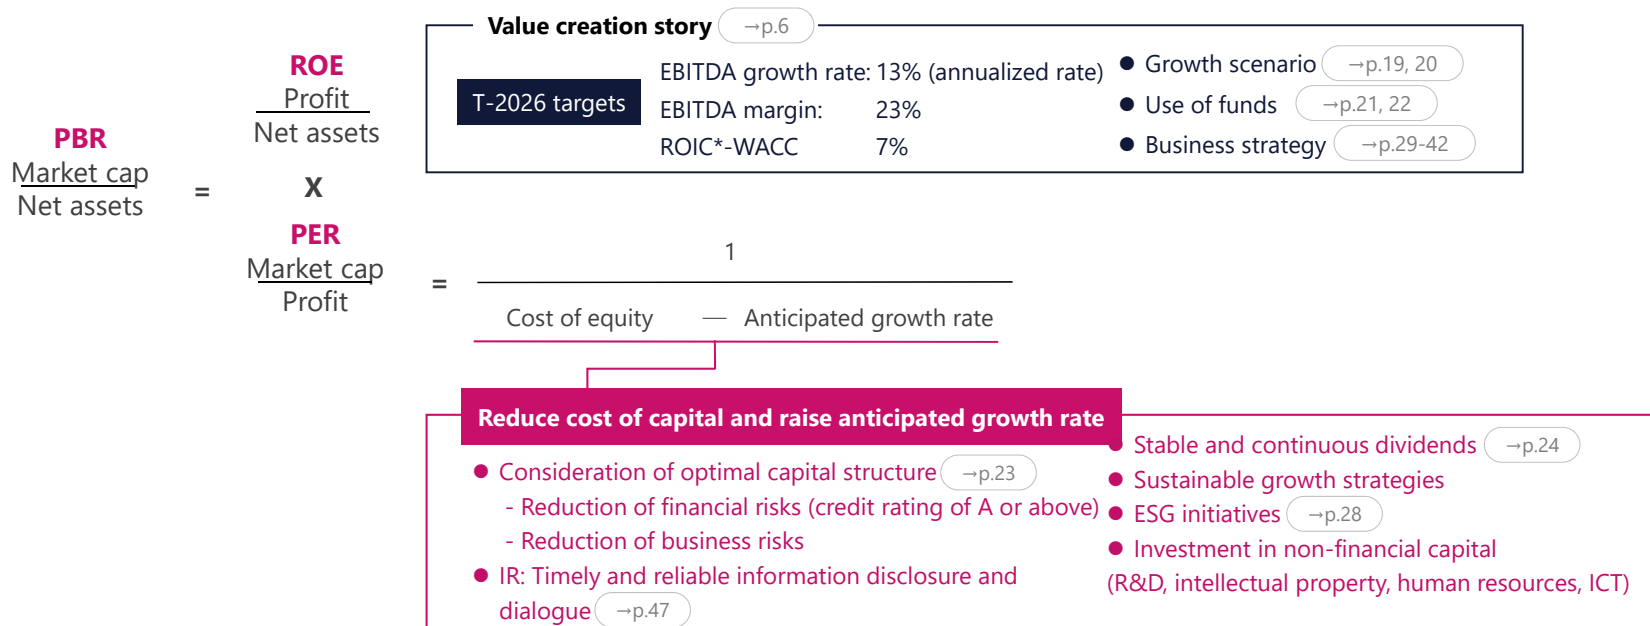 PBR
Market cap
Net assets
=
ROE
Profit
Net assets
X
PER
Market cap
Profit
=
1
Cost of equity — Anticipated growth rate
Value creation story →p.6
T-2026 targets
EBITDA growth rate: 13% (annualized rate)
EBITDA margin: 23%
ROIC*-WACC 7%
● Growth scenario →p.19, 20
● Use of funds →p.21, 22
● Business strategy →p.29-42
Reduce cost of capital and raise anticipated growth rate
● Consideration of optimal capital structure →p.23
- Reduction of financial risks (credit rating of A or above)
- Reduction of business risks
● IR: Timely and reliable information disclosure and
dialogue →p.47
● Stable and continuous dividends →p.24
● Sustainable growth strategies
● ESG initiatives →p.28
● Investment in non-financial capital
(R&D, intellectual property, human resources, ICT)